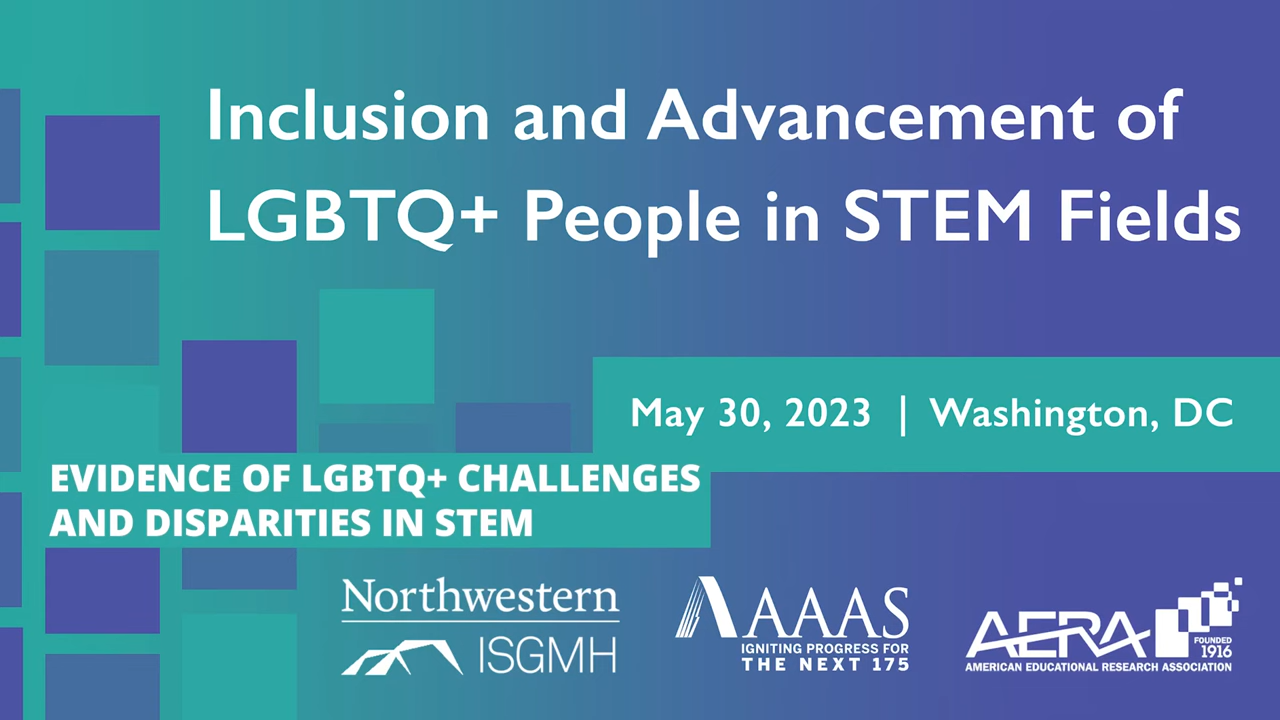 Inclusion and Advancement of
LGBTQ+ People in STEM Fields
May 30, 2023 | Washington, DC
EVIDENCE OF LGBTQ+ CHALLENGES
AND DISPARITIES IN STEM
Northwestern
ISGMH
AAAS
IGNITING PROGRESS FOR
THE NEXT 175
AERA
FOUNDED
1916
AMERICAN EDUCATIONAL RESEARCH ASSOCIATION